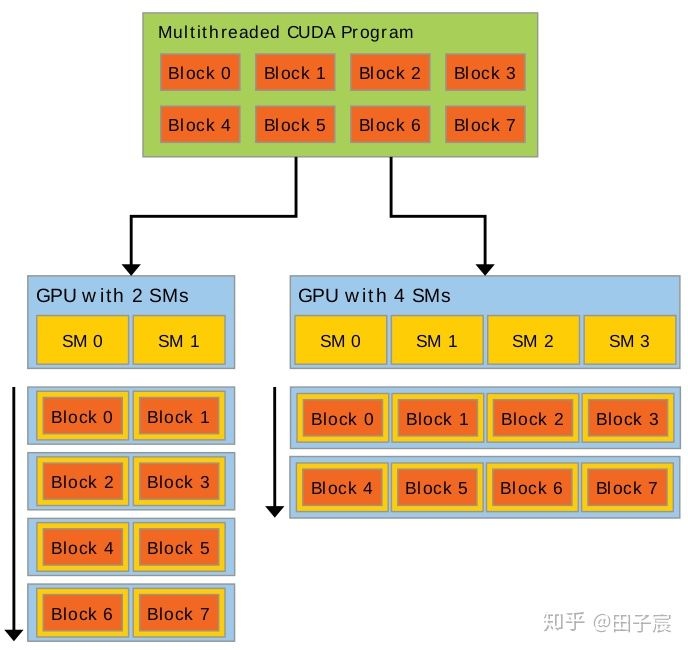 Multithreaded CUDA Program
Block 0 Block 1 Block 2 Block 3
Block 4 Block 5 Block 6 Block 7
GPU with 2 SMs
SM 0 SM 1
Block 0 Block 1
Block 2 Block 3
Block 4 Block 5
Block 6 Block 7
GPU with 4 SMs
SM 0 SM 1 SM 2 SM 3
Block 0 Block 1 Block 2 Block 3
Block 4 Block 5 Block 6 Block 7
知乎 @田子宸